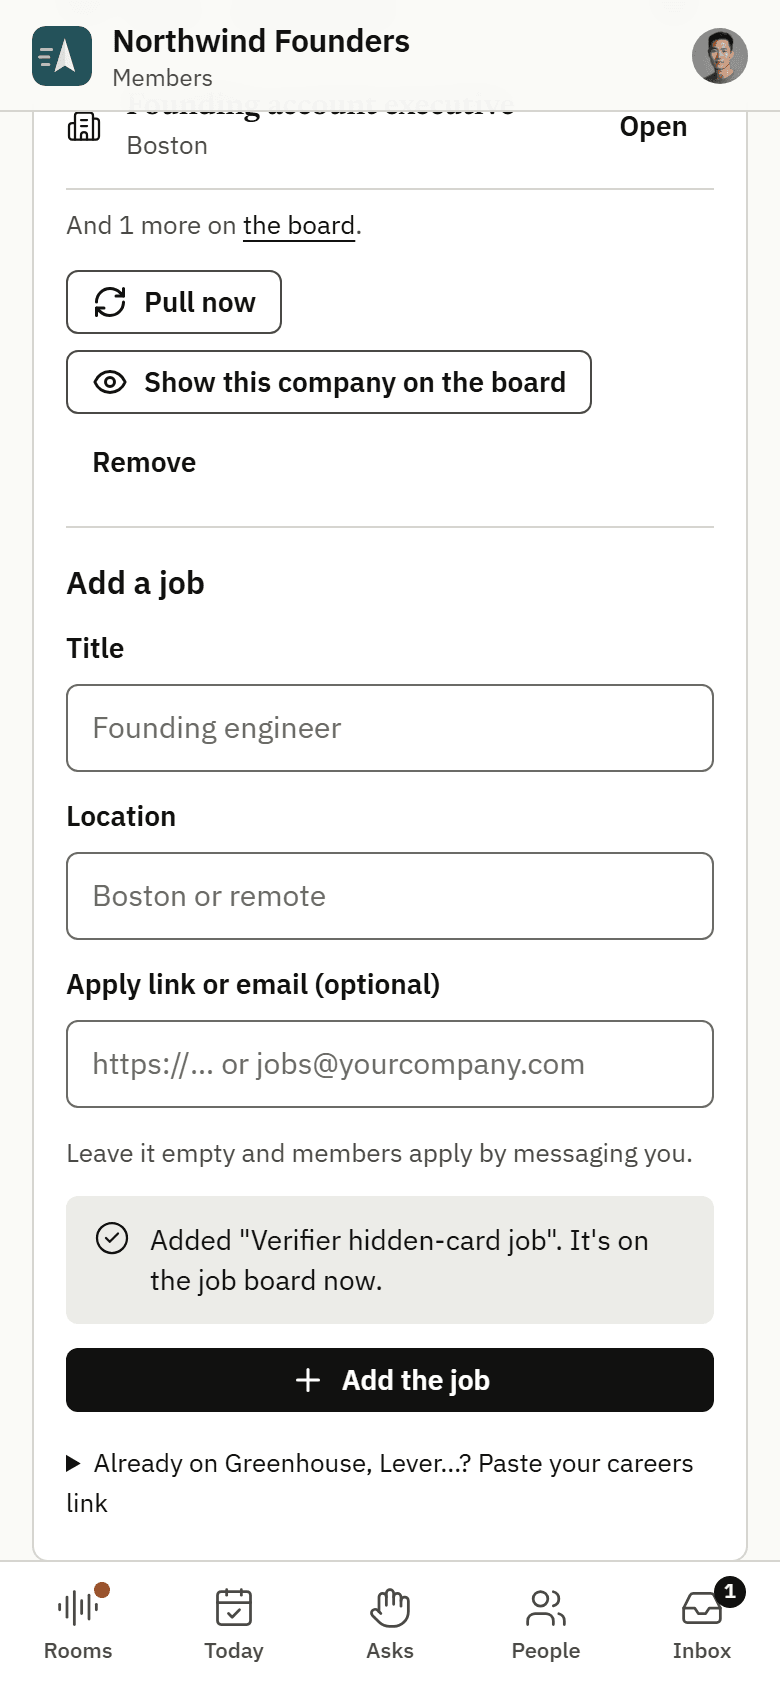 Northwind Founders
Members
Founding account executive
Boston
Open
And 1 more on the board.
Pull now
Show this company on the board
Remove
Add a job
Title
Founding engineer
Location
Boston or remote
Apply link or email (optional)
https://... or jobs@yourcompany.com
Leave it empty and members apply by messaging you.
Added "Verifier hidden-card job". It's on
the job board now.
Add the job
Already on Greenhouse, Lever...? Paste your careers
link
Rooms
Today
Asks
People
1
Inbox